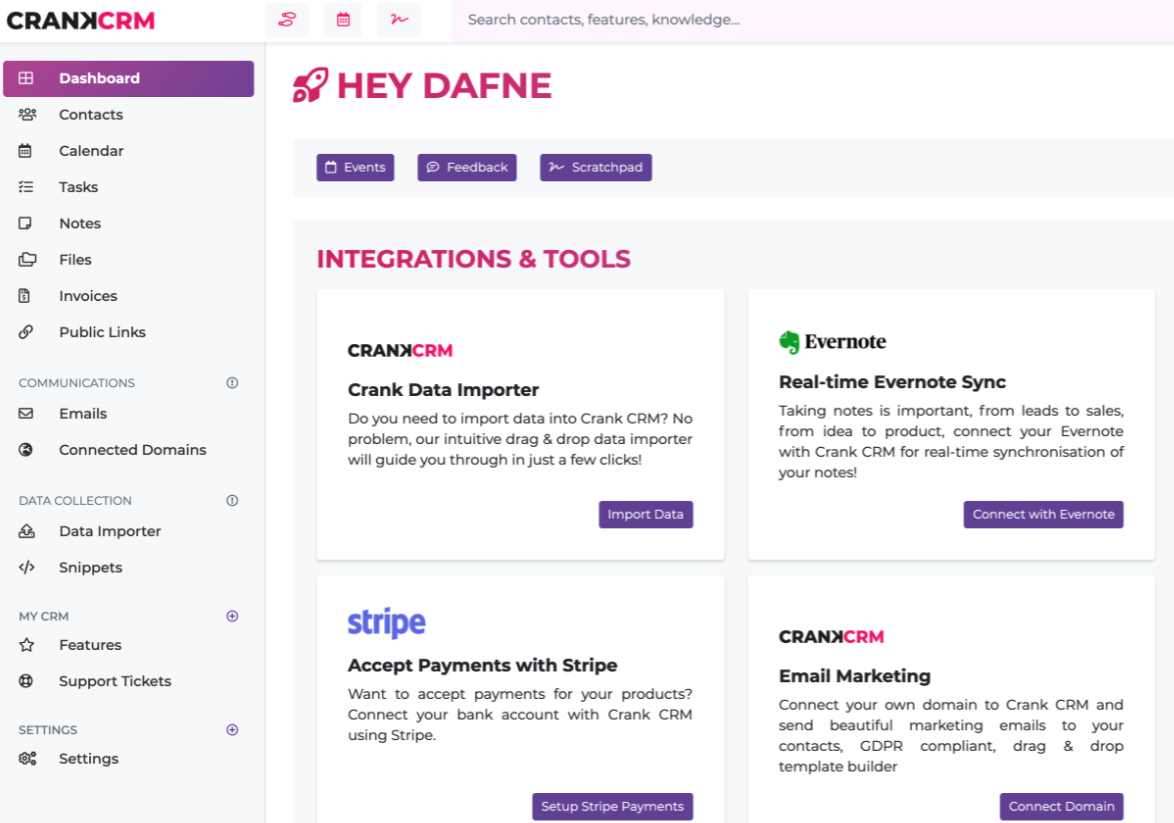 CRANKCRM
Search contacts, features, knowledge...
Dashboard
Contacts
Calendar
Tasks
Notes
Files
Invoices
Public Links
COMMUNICATIONS
Emails
Connected Domains
DATA COLLECTION
Data Importer
Snippets
MY CRM
Features
Support Tickets
SETTINGS
Settings
HEY DAFNE
Events
Feedback
Scratchpad
INTEGRATIONS & TOOLS
CRANKCRM
Crank Data Importer
Do you need to import data into Crank CRM? No
problem, our intuitive drag & drop data importer
will guide you through in just a few clicks!
Import Data
Evernote
Real-time Evernote Sync
Taking notes is important, from leads to sales,
from idea to product, connect your Evernote
with Crank CRM for real-time synchronisation of
your notes!
Connect with Evernote
stripe
Accept Payments with Stripe
Want to accept payments for your products?
Connect your bank account with Crank CRM
using Stripe.
Setup Stripe Payments
CRANKCRM
Email Marketing
Connect your own domain to Crank CRM and
send beautiful marketing emails to your
contacts, GDPR compliant, drag & drop
template builder
Connect Domain